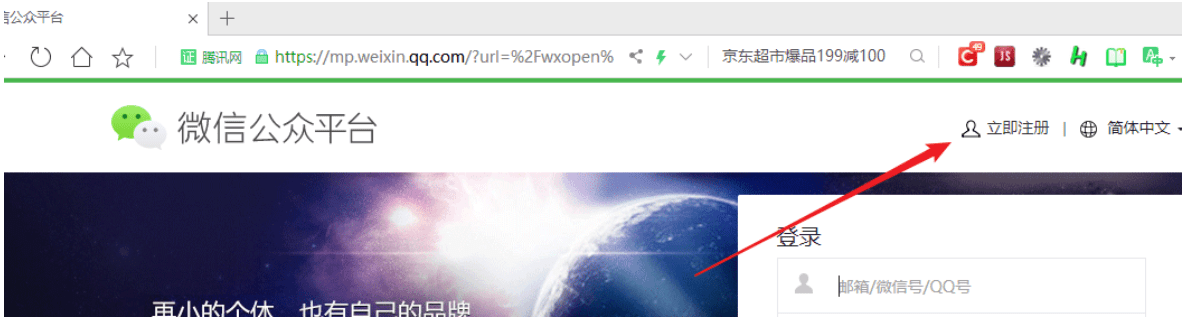 信公众平台
证 腾讯网 https://mp.weixin.qq.com/?url=%2Fwxopen% 京东超市爆品199减100 49 JS
微信公众平台 立即注册 | 简体中文
登录
邮箱/微信号/QQ号
再小的个体,也有自己的品牌